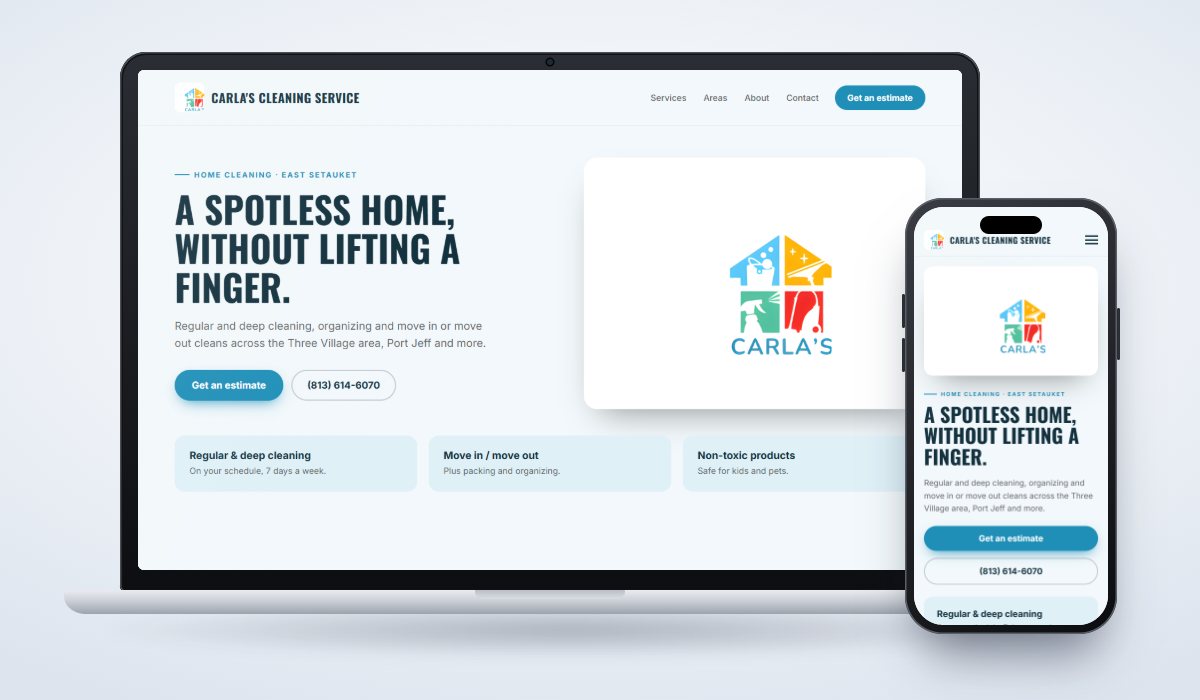 CARLA'S
CARLA'S CLEANING SERVICE
Services Areas About Contact Get an estimate
HOME CLEANING · EAST SETAUKET
A SPOTLESS HOME,
WITHOUT LIFTING A
FINGER.
Regular and deep cleaning, organizing and move in or move
out cleans across the Three Village area, Port Jeff and more.
Get an estimate (813) 614-6070
CARLA'S
Regular & deep cleaning
On your schedule, 7 days a week.
Move in / move out
Plus packing and organizing.
Non-toxic products
Safe for kids and pets.
CARLA'S CLEANING SERVICE
CARLA'S
HOME CLEANING · EAST SETAUKET
A SPOTLESS HOME,
WITHOUT LIFTING A
FINGER.
Regular and deep cleaning, organizing and
move in or move out cleans across the Three
Village area, Port Jeff and more.
Get an estimate
(813) 614-6070
Regular & deep cleaning